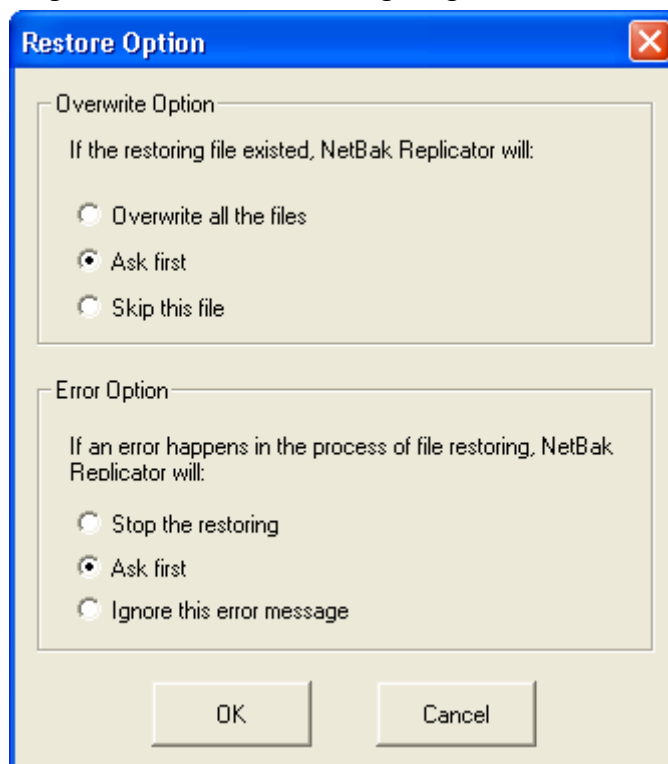 Restore Option
Overwrite Option
If the restoring file existed, NetBak Replicator will:
Overwrite all the files
Ask first
Skip this file
Error Option
If an error happens in the process of file restoring, NetBak
Replicator will:
Stop the restoring
Ask first
Ignore this error message
OK
Cancel